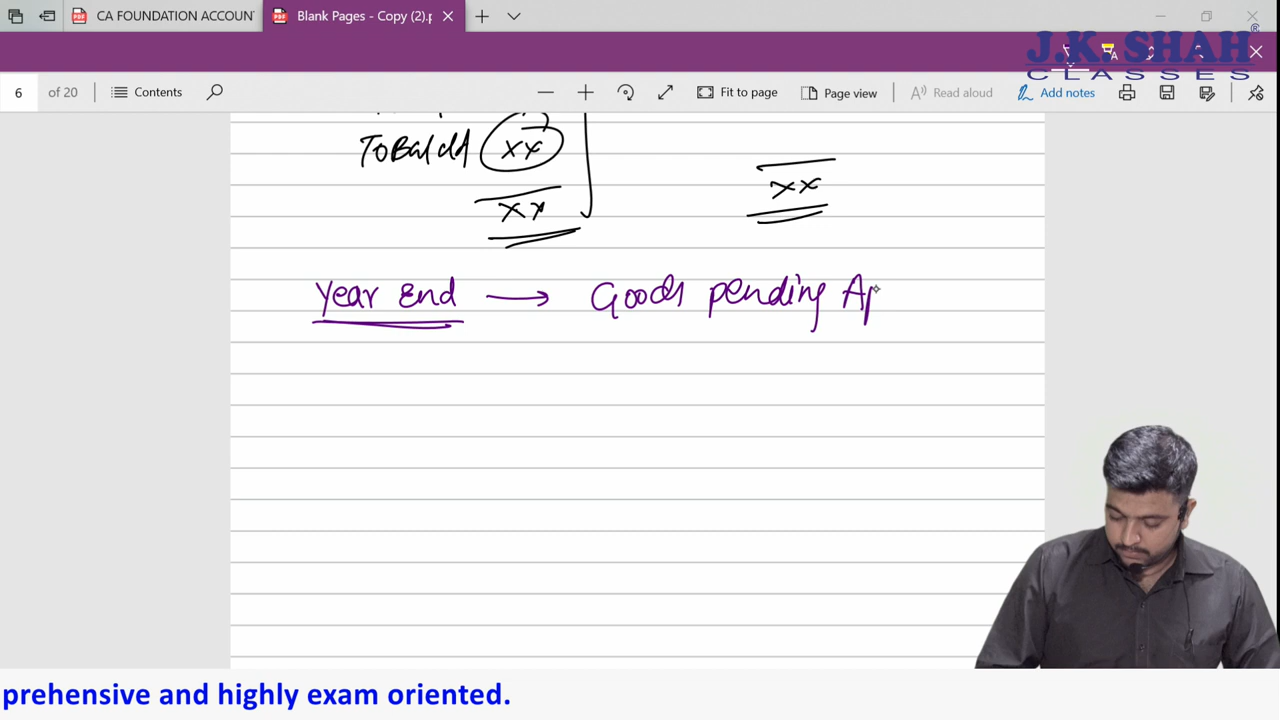 CA FOUNDATION ACCOUN
Blank Pages - Copy (2).p
J.K. SHAH®
CLASSES
6 of 20
Contents
Fit to page
Page view
Read aloud
Add notes
To Bal c/d xx
xx
xx
Year End → Goods pending Ap
prehensive and highly exam oriented.